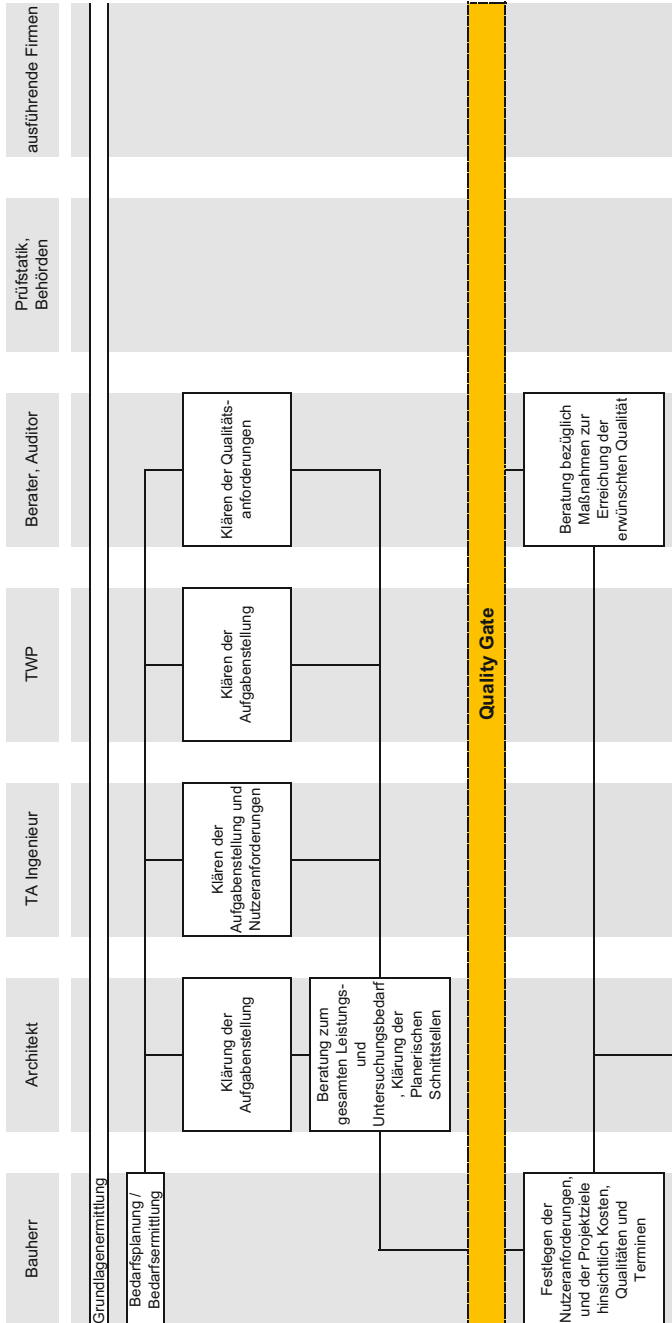 Bauherr
Architekt
TA Ingenieur
TWP
Berater, Auditor
Prüfstatik,
Behörden
ausführende Firmen
Grundlagenermittlung
Bedarfsplanung /
Bedarfsermittlung
Klärung der
Aufgabenstellung
Klären der
Aufgabenstellung und
Nutzeranforderungen
Klären der
Aufgabenstellung
Klären der Qualitäts-
anforderungen
Beratung zum
gesamten Leistungs-
und
Untersuchungsbedarf
, Klärung der
Planerischen
Schnittstellen
Quality Gate
Festlegen der
Nutzeranforderungen,
und der Projektziele
hinsichtlich Kosten,
Qualitäten und
Terminen
Beratung bezüglich
Maßnahmen zur
Erreichung der
erwünschten Qualität